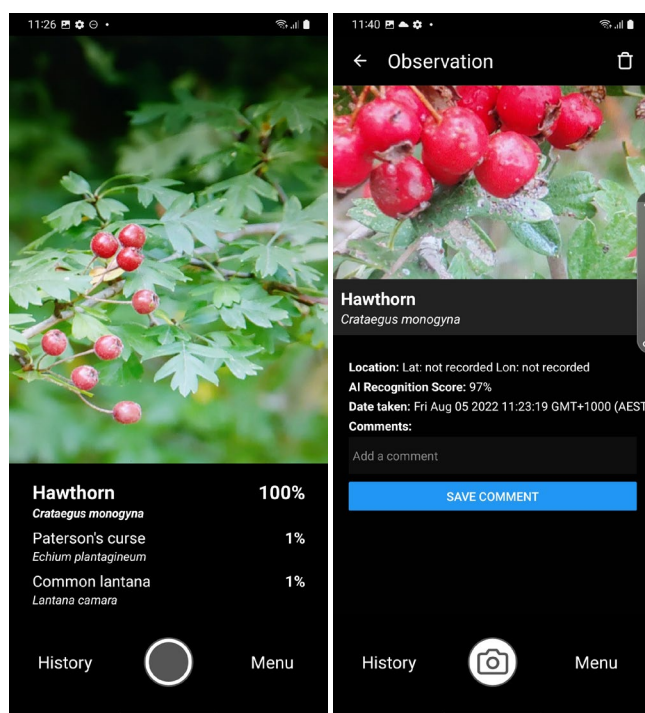 11:26
Hawthorn 100%
Crataegus monogyna
Paterson's curse 1%
Echium plantagineum
Common lantana 1%
Lantana camara
History Menu
11:40
Observation
Hawthorn
Crataegus monogyna
Location: Lat: not recorded Lon: not recorded
AI Recognition Score: 97%
Date taken: Fri Aug 05 2022 11:23:19 GMT+1000 (AEST
Comments:
Add a comment
SAVE COMMENT
History Menu